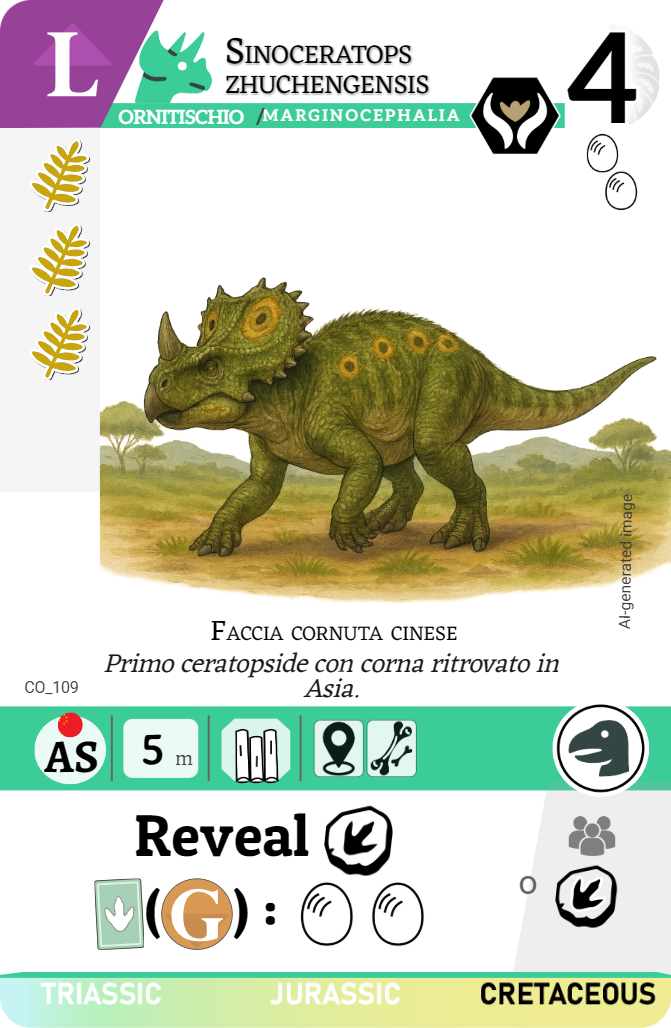 L
Sinoceratops
zhuchengensis
4
ORNITISCHIO /MARGINOCEPHALIA
AI-generated image
Faccia cornuta cinese
Primo ceratopside con corna ritrovato in
Asia.
CO_109
AS
5 m
Reveal
(G) :
O
TRIASSIC JURASSIC CRETACEOUS